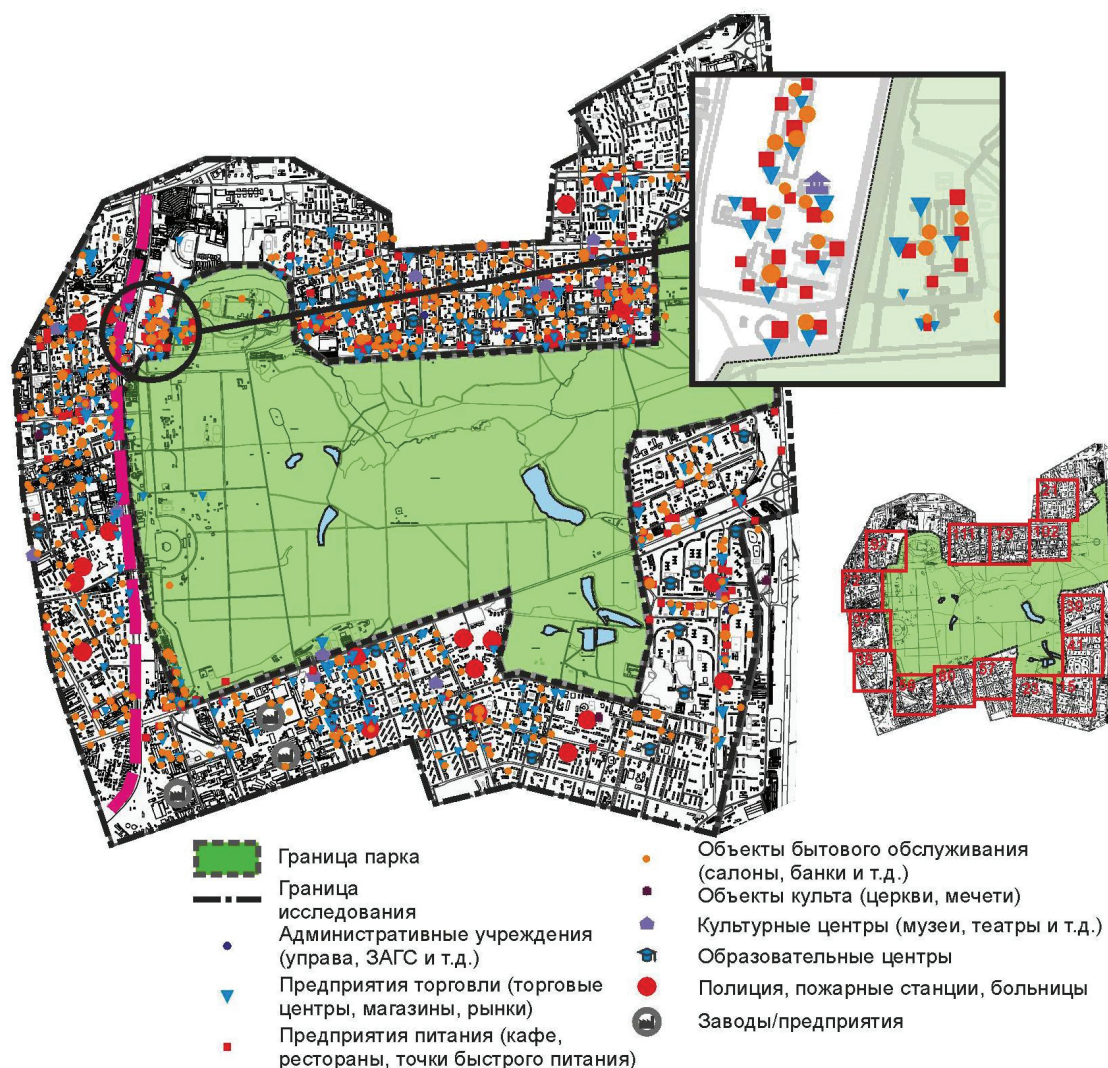 Граница парка
Граница
исследования
Административные учреждения
(управа, ЗАГС и т.д.)
Предприятия торговли (торговые
центры, магазины, рынки)
Предприятия питания (кафе,
рестораны, точки быстрого питания)
Объекты бытового обслуживания
(салоны, банки и т.д.)
Объекты культа (церкви, мечети)
Культурные центры (музеи, театры и т.д.)
Образовательные центры
Полиция, пожарные станции, больницы
Заводы/предприятия